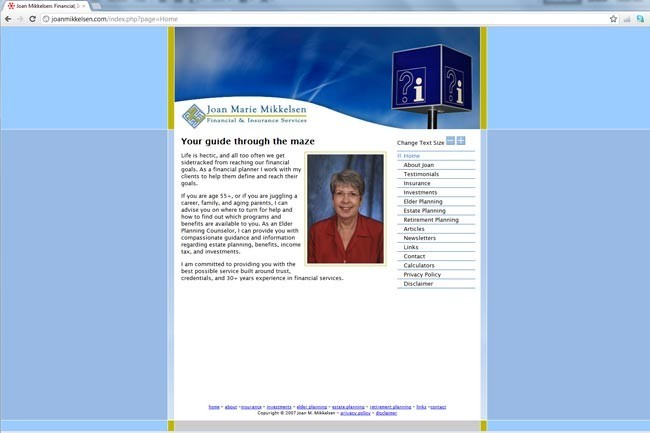 Joan Mikkelsen: Financial
joanmikkelsen.com/index.php?page=Home
?i
?i
Joan Marie Mikkelsen
Financial & Insurance Services
Your guide through the maze
Life is hectic, and all too often we get
sidetracked from reaching our financial
goals. As a financial planner I work with my
clients to help them define and reach their
goals.
If you are age 55+, or if you are juggling a
career, family, and aging parents, I can
advise you on where to turn for help and
how to find out which programs and
benefits are available to you. As an Elder
Planning Counselor, I can provide you with
compassionate guidance and information
regarding estate planning, benefits, income
tax, and investments.
I am committed to providing you with the
best possible service built around trust,
credentials, and 30+ years experience in financial services.
Change Text Size
Home
About Joan
Testimonials
Insurance
Investments
Elder Planning
Estate Planning
Retirement Planning
Articles
Newsletters
Links
Contact
Calculators
Privacy Policy
Disclaimer
home ~ about ~insurance ~ investments ~ elder planning ~estate planning ~ retirement planning ~ links ~contact
Copyright © 2007 Joan M. Mikkelsen ~ privacy policy ~ disclaimer